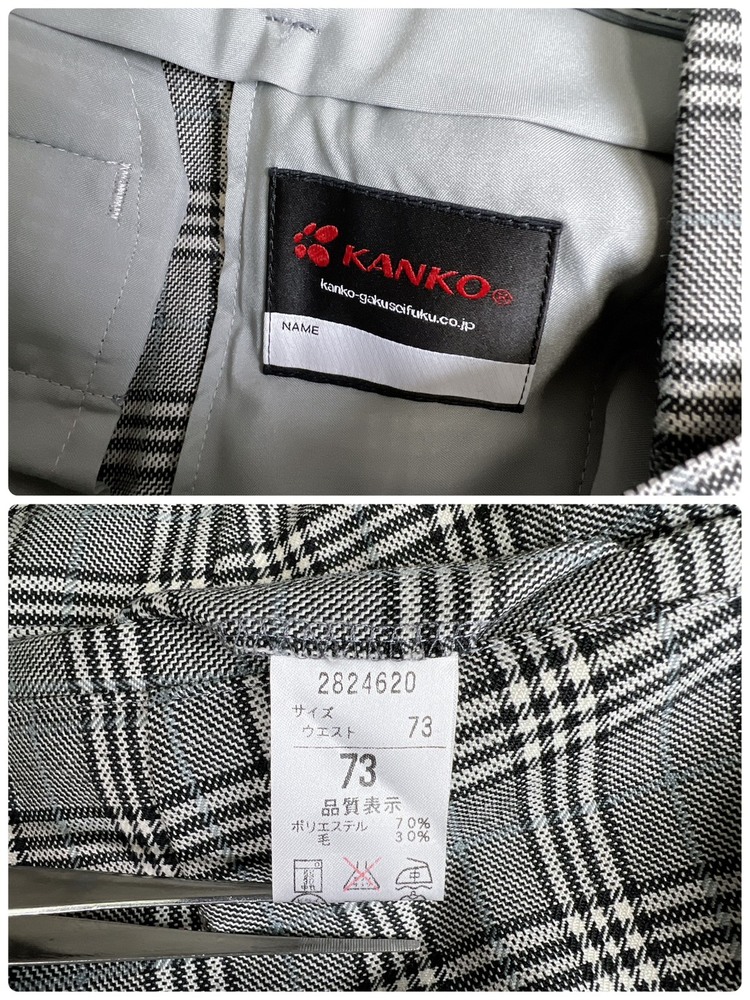 KANKO®
kanko-gakuseifuku.co.jp
NAME
2824620
サイズ
ウエスト 73
73
品質表示
ポリエステル 70%
毛 30%
中